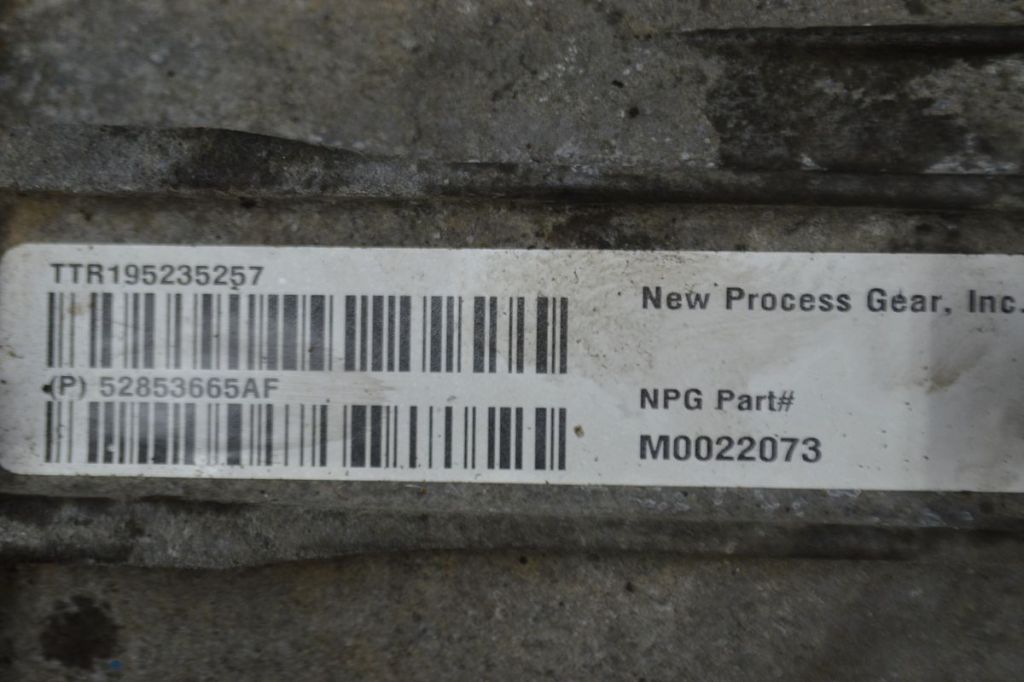 TTR195235257
(P) 52853665AF
New Process Gear, Inc.
NPG Part#
M0022073